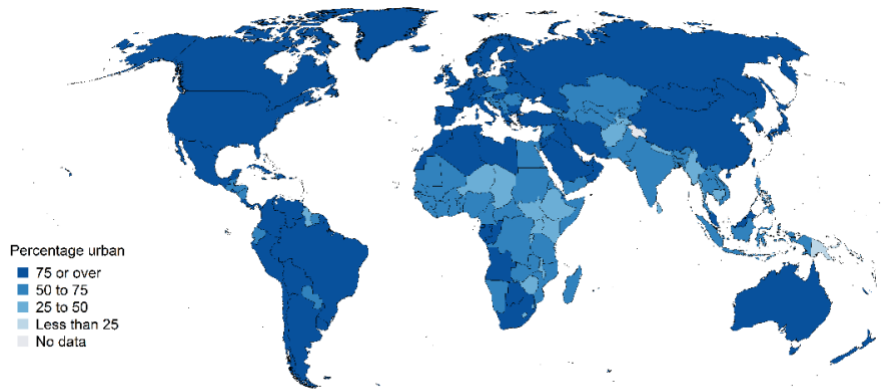 Percentage urban
75 or over
50 to 75
25 to 50
Less than 25
No data